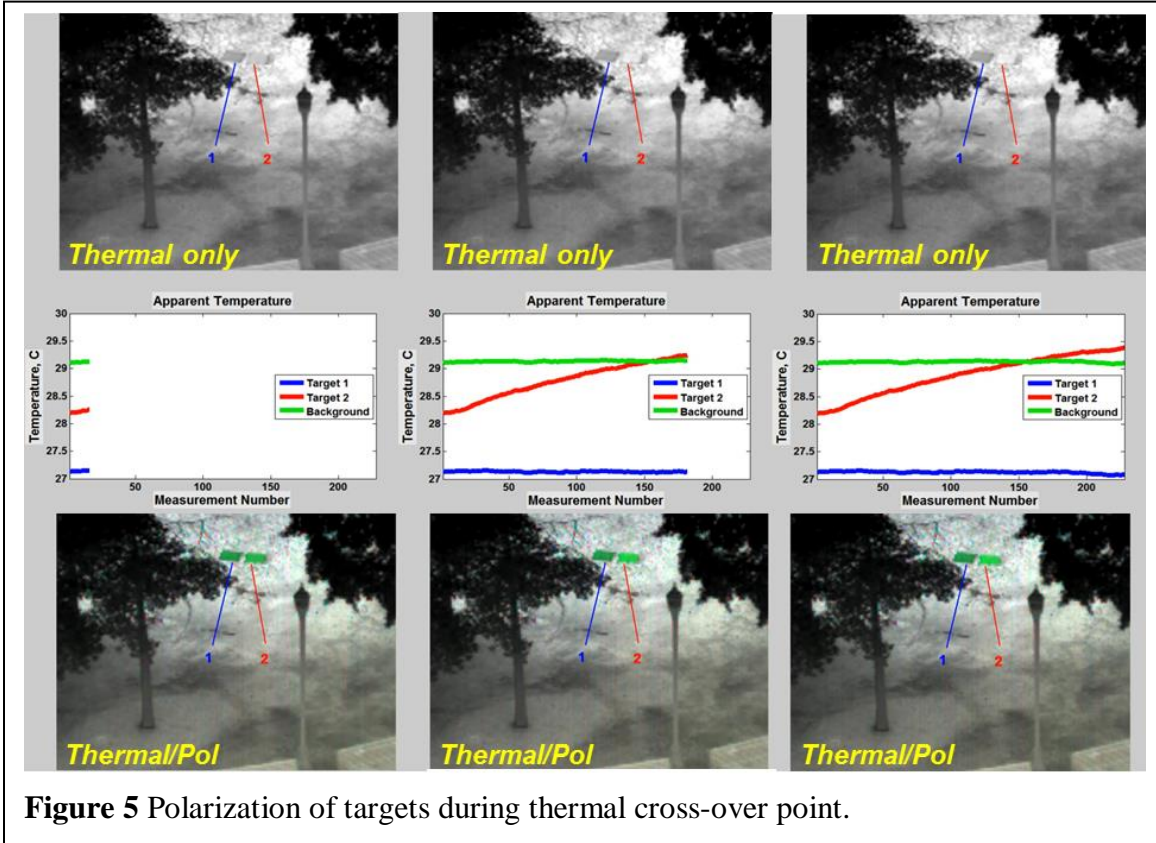 1
2
Thermal only
1
2
Thermal only
1
2
Thermal only
Apparent Temperature
30
29.5
29
28.5
28
27.5
27
Temperature, C
50
100
150
200
Measurement Number
Target 1
Target 2
Background
Apparent Temperature
30
29.5
29
28.5
28
27.5
27
Temperature, C
50
100
150
200
Measurement Number
Target 1
Target 2
Background
Apparent Temperature
30
29.5
29
28.5
28
27.5
27
Temperature, C
50
100
150
200
Measurement Number
Target 1
Target 2
Background
1
2
Thermal/Pol
1
2
Thermal/Pol
1
2
Thermal/Pol
Figure 5 Polarization of targets during thermal cross-over point.